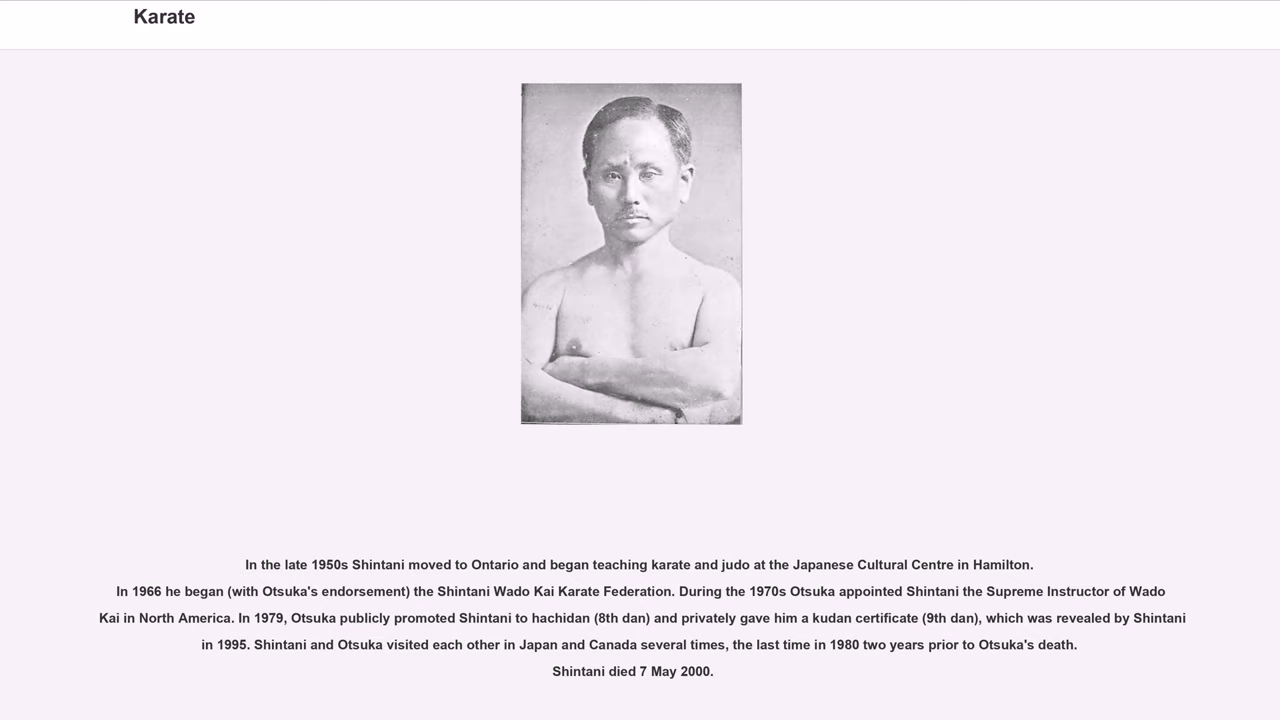 Karate
In the late 1950s Shintani moved to Ontario and began teaching karate and judo at the Japanese Cultural Centre in Hamilton.
In 1966 he began (with Otsuka's endorsement) the Shintani Wado Kai Karate Federation. During the 1970s Otsuka appointed Shintani the Supreme Instructor of Wado
Kai in North America. In 1979, Otsuka publicly promoted Shintani to hachidan (8th dan) and privately gave him a kudan certificate (9th dan), which was revealed by Shintani
in 1995. Shintani and Otsuka visited each other in Japan and Canada several times, the last time in 1980 two years prior to Otsuka's death.
Shintani died 7 May 2000.